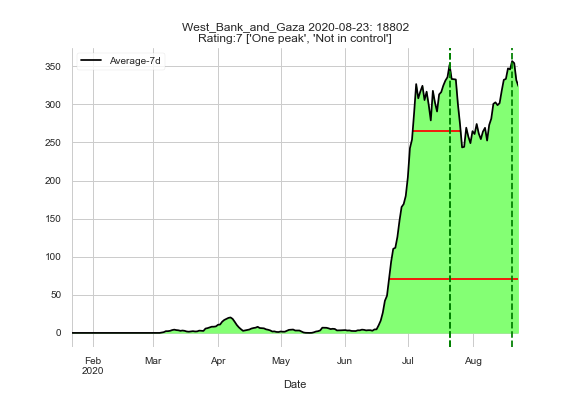 West_Bank_and_Gaza 2020-08-23: 18802
Rating:7 ['One peak', 'Not in control']
Average-7d
350
300
250
200
150
100
50
0
Feb
2020
Mar
Apr
May
Jun
Jul
Aug
Date